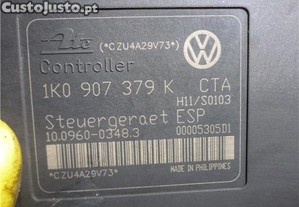 CustoJusto.pt
Ate (*CZU4A29V73*)
Controller
1K0 907 379 K CTA
H11/S0103
Steuergeraet ESP
10.0960-0348.3 00005305D1
*CZU4A29V73*
MADE IN PHILIPPINES